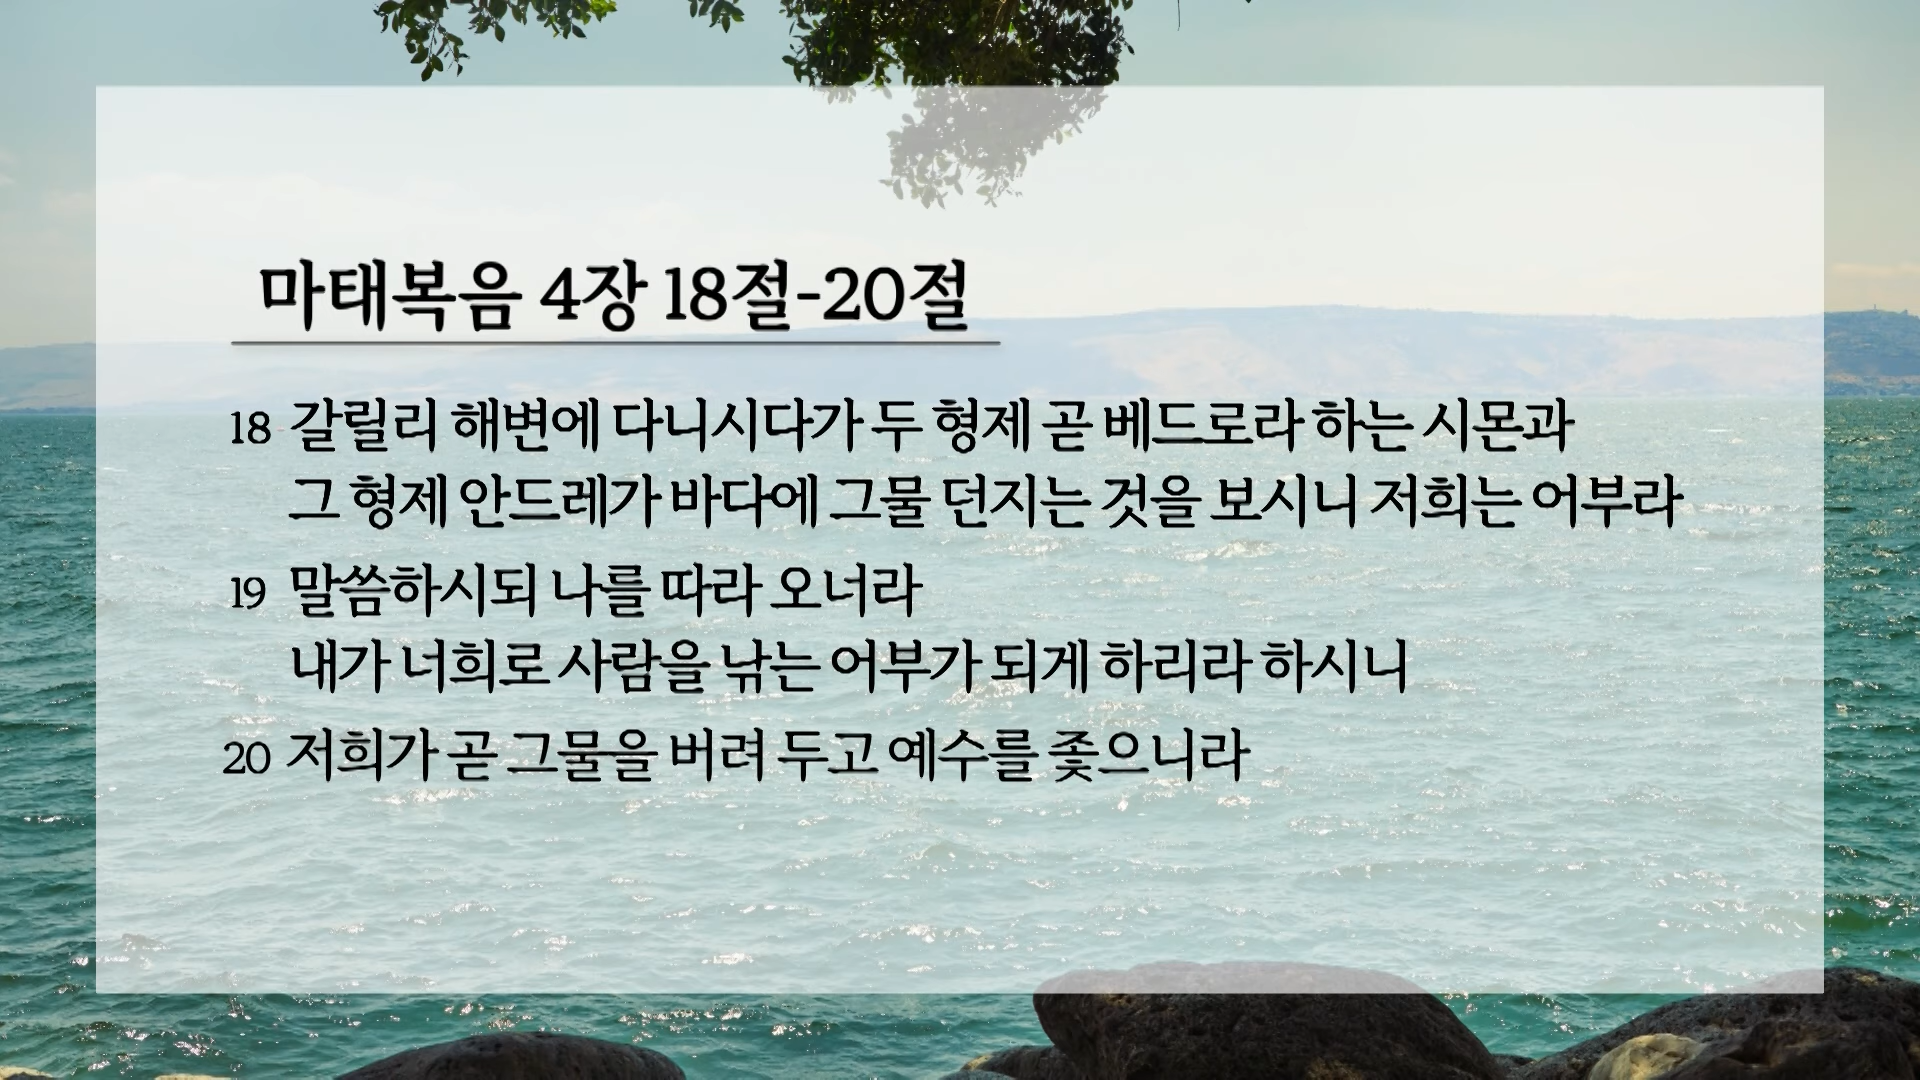 마태복음 4장 18절-20절
18 갈릴리 해변에 다니시다가 두 형제 곧 베드로라 하는 시몬과
그 형제 안드레가 바다에 그물 던지는 것을 보시니 저희는 어부라
19 말씀하시되 나를 따라 오너라
내가 너희로 사람을 낚는 어부가 되게 하리라 하시니
20 저희가 곧 그물을 버려 두고 예수를 좇으니라